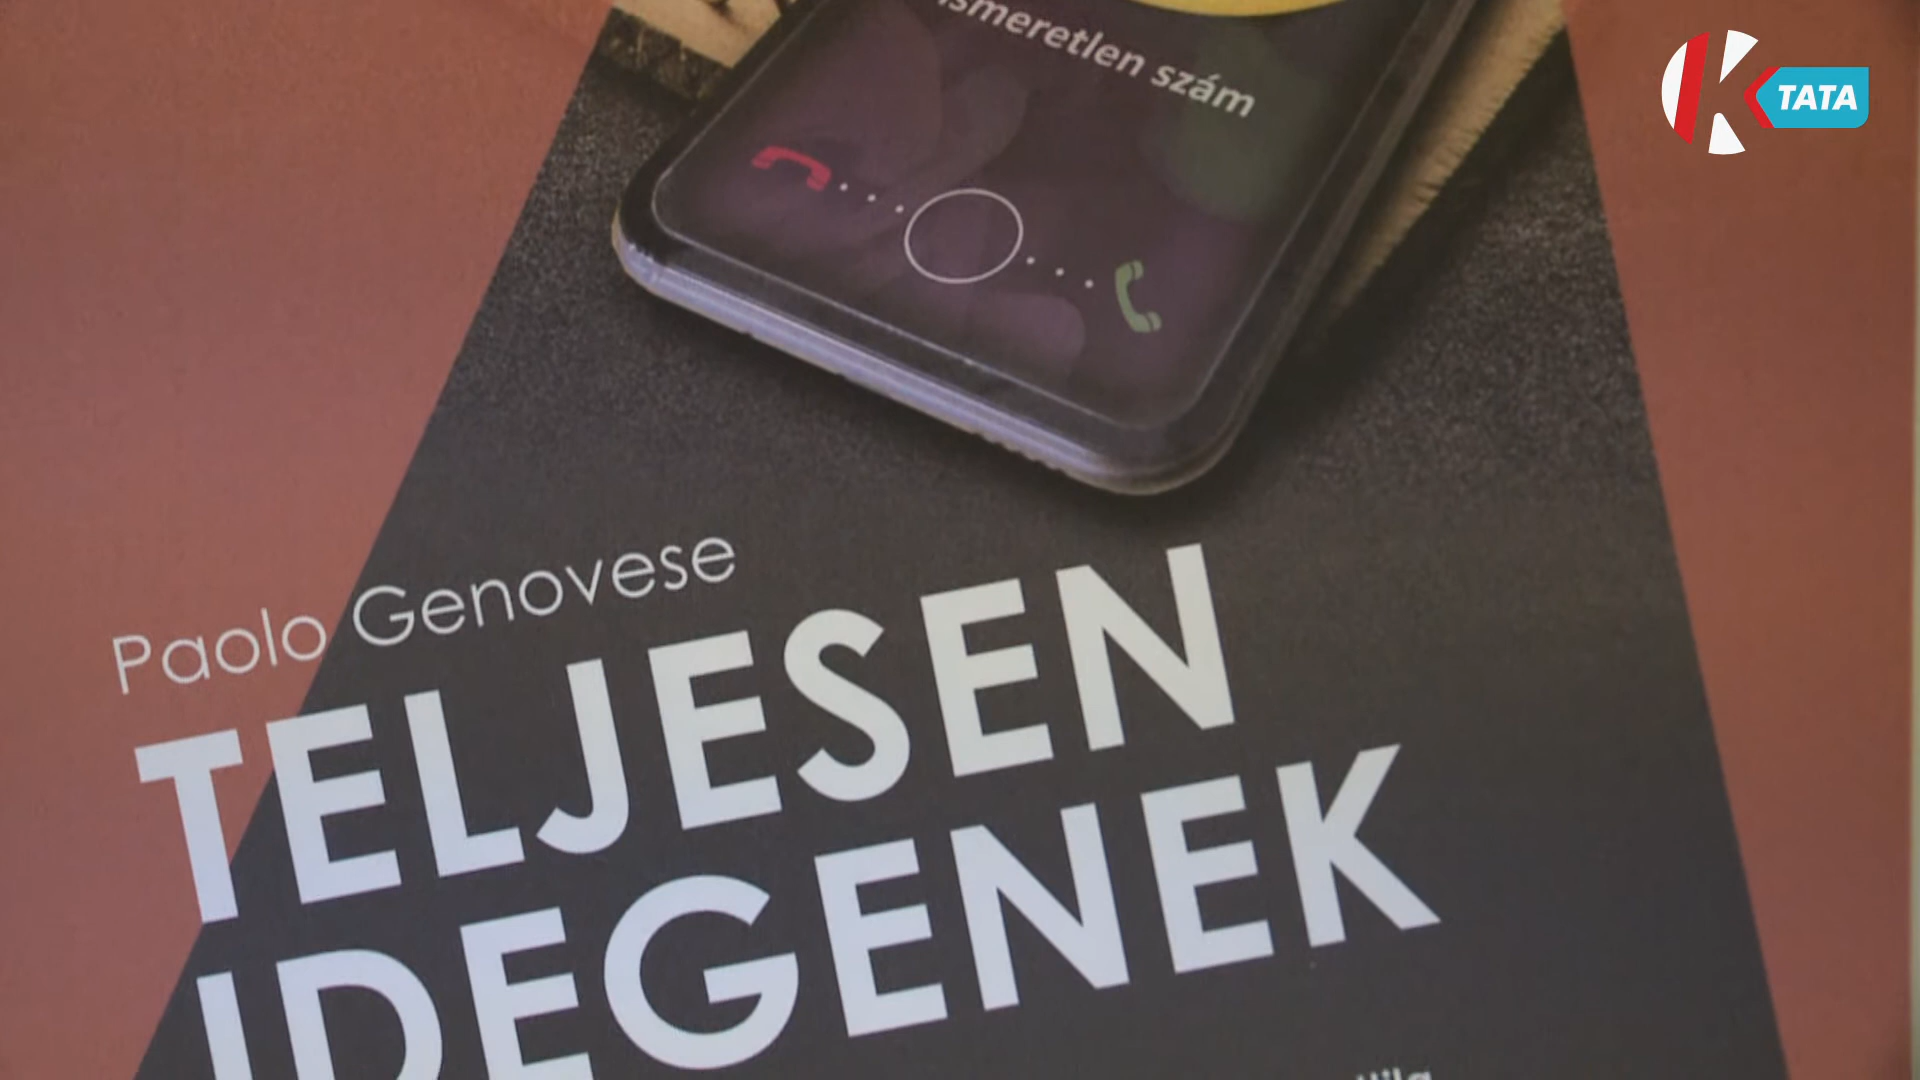 ismeretlen szám
K TATA
Paolo Genovese
TELJESEN
IDEGENEK